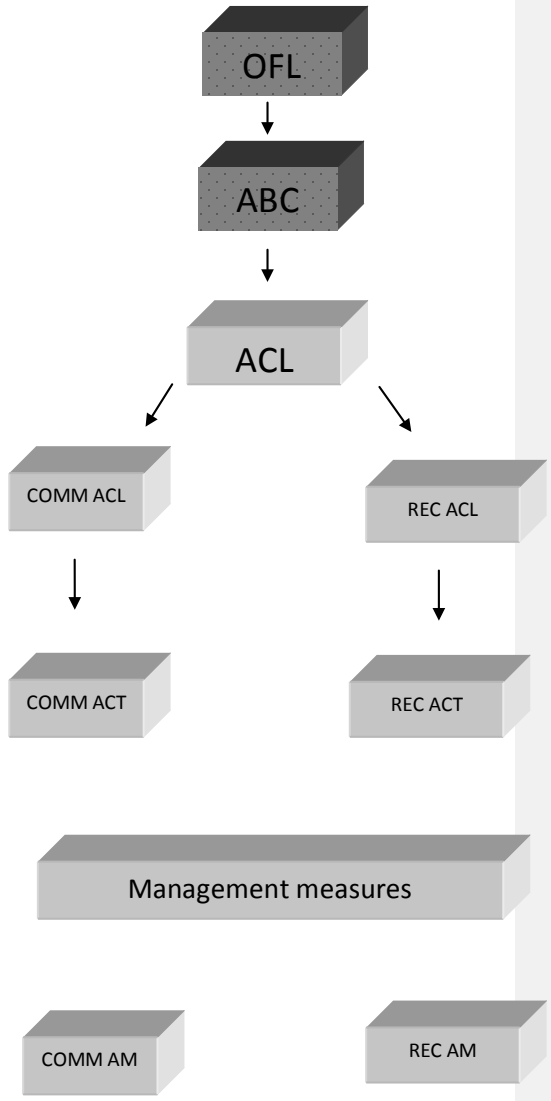 OFL
ABC
ACL
COMM ACL
REC ACL
COMM ACT
REC ACT
Management measures
COMM AM
REC AM